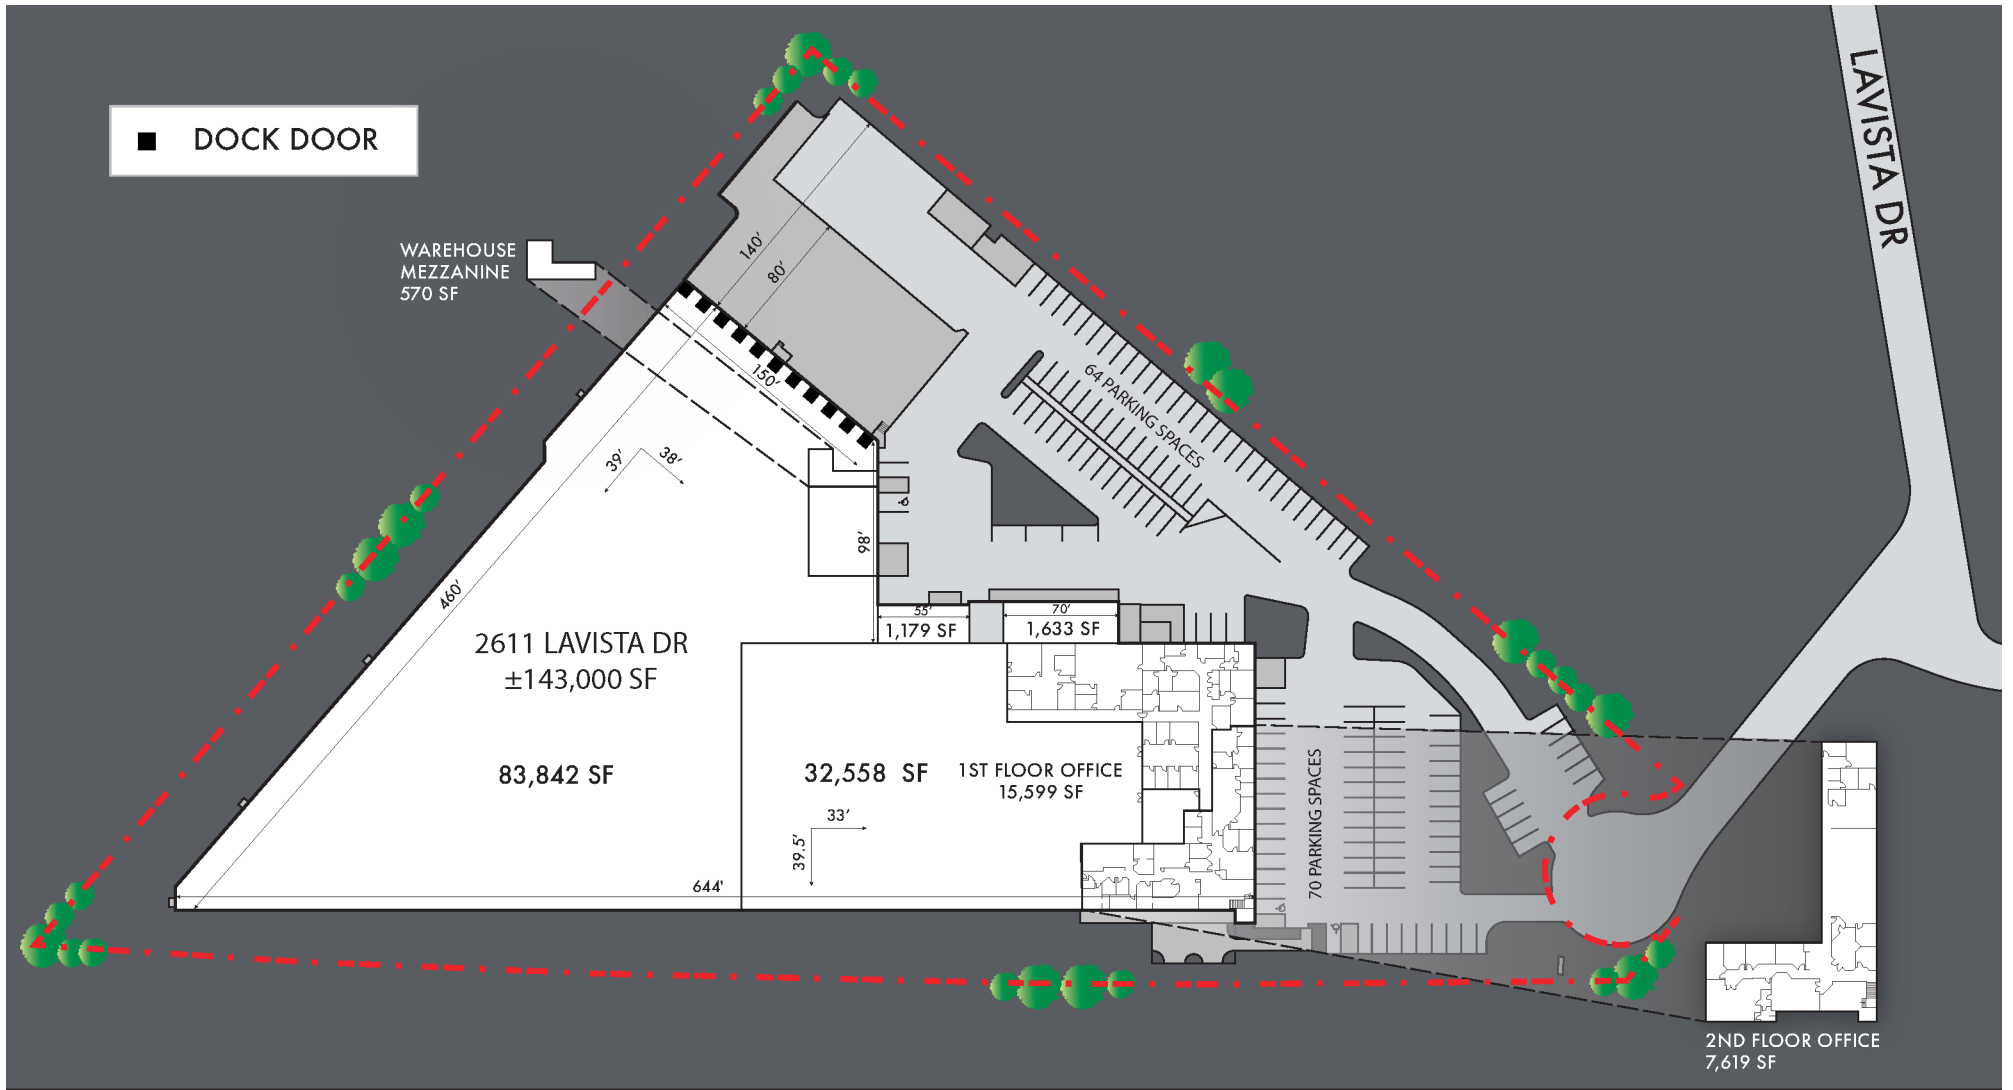 DOCK DOOR
LAVISTA DR
WAREHOUSE
MEZZANINE
570 SF
140'
80'
150'
64 PARKING SPACES
39'
38'
98'
460'
55'
70'
1,179 SF
1,633 SF
2611 LAVISTA DR
±143,000 SF
83,842 SF
32,558 SF
1ST FLOOR OFFICE
15,599 SF
33'
39.5'
644'
70 PARKING SPACES
2ND FLOOR OFFICE
7,619 SF